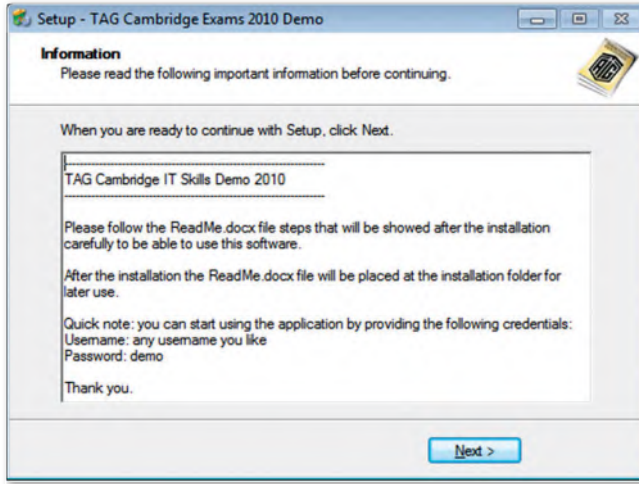 Setup - TAG Cambridge Exams 2010 Demo
Information
Please read the following important information before continuing.
When you are ready to continue with Setup, click Next.
TAG Cambridge IT Skills Demo 2010
Please follow the ReadMe.docx file steps that will be showed after the installation
carefully to be able to use this software.
After the installation the ReadMe.docx file will be placed at the installation folder for
later use.
Quick note: you can start using the application by providing the following credentials:
Username: any username you like
Password: demo
Thank you.
Next >